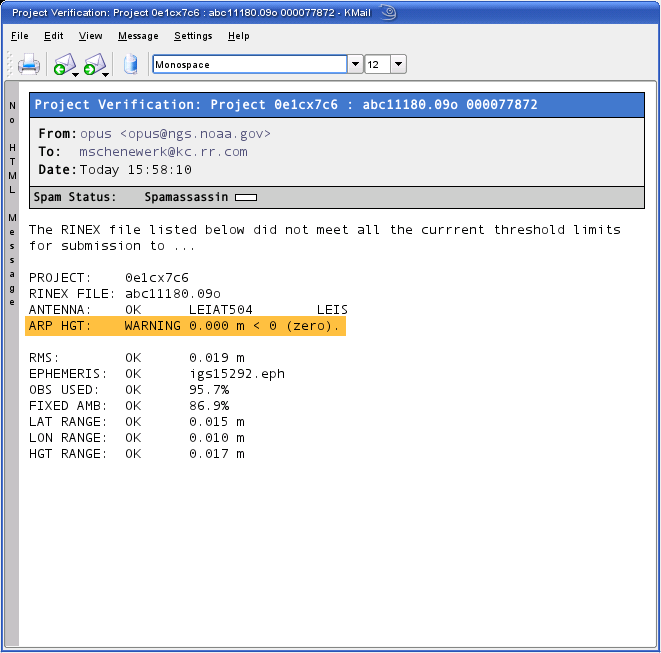 Project Verification: Project 0e1cx7c6 : abc11180.09o 000077872 - KMail
File Edit View Message Settings Help
Monospace 12
No HTML Message
Project Verification: Project 0e1cx7c6 : abc11180.09o 000077872
From: opus <opus@ngs.noaa.gov>
To: mschenewerk@kc.rr.com
Date: Today 15:58:10
Spam Status: Spamassassin
The RINEX file listed below did not meet all the currrent threshold limits
for submission to ...
PROJECT: 0e1cx7c6
RINEX FILE: abc11180.09o
ANTENNA: OK LEIAT504 LEIS
ARP HGT: WARNING 0.000 m < 0 (zero).
RMS: OK 0.019 m
EPHEMERIS: OK igs15292.eph
OBS USED: OK 95.7%
FIXED AMB: OK 86.9%
LAT RANGE: OK 0.015 m
LON RANGE: OK 0.010 m
HGT RANGE: OK 0.017 m